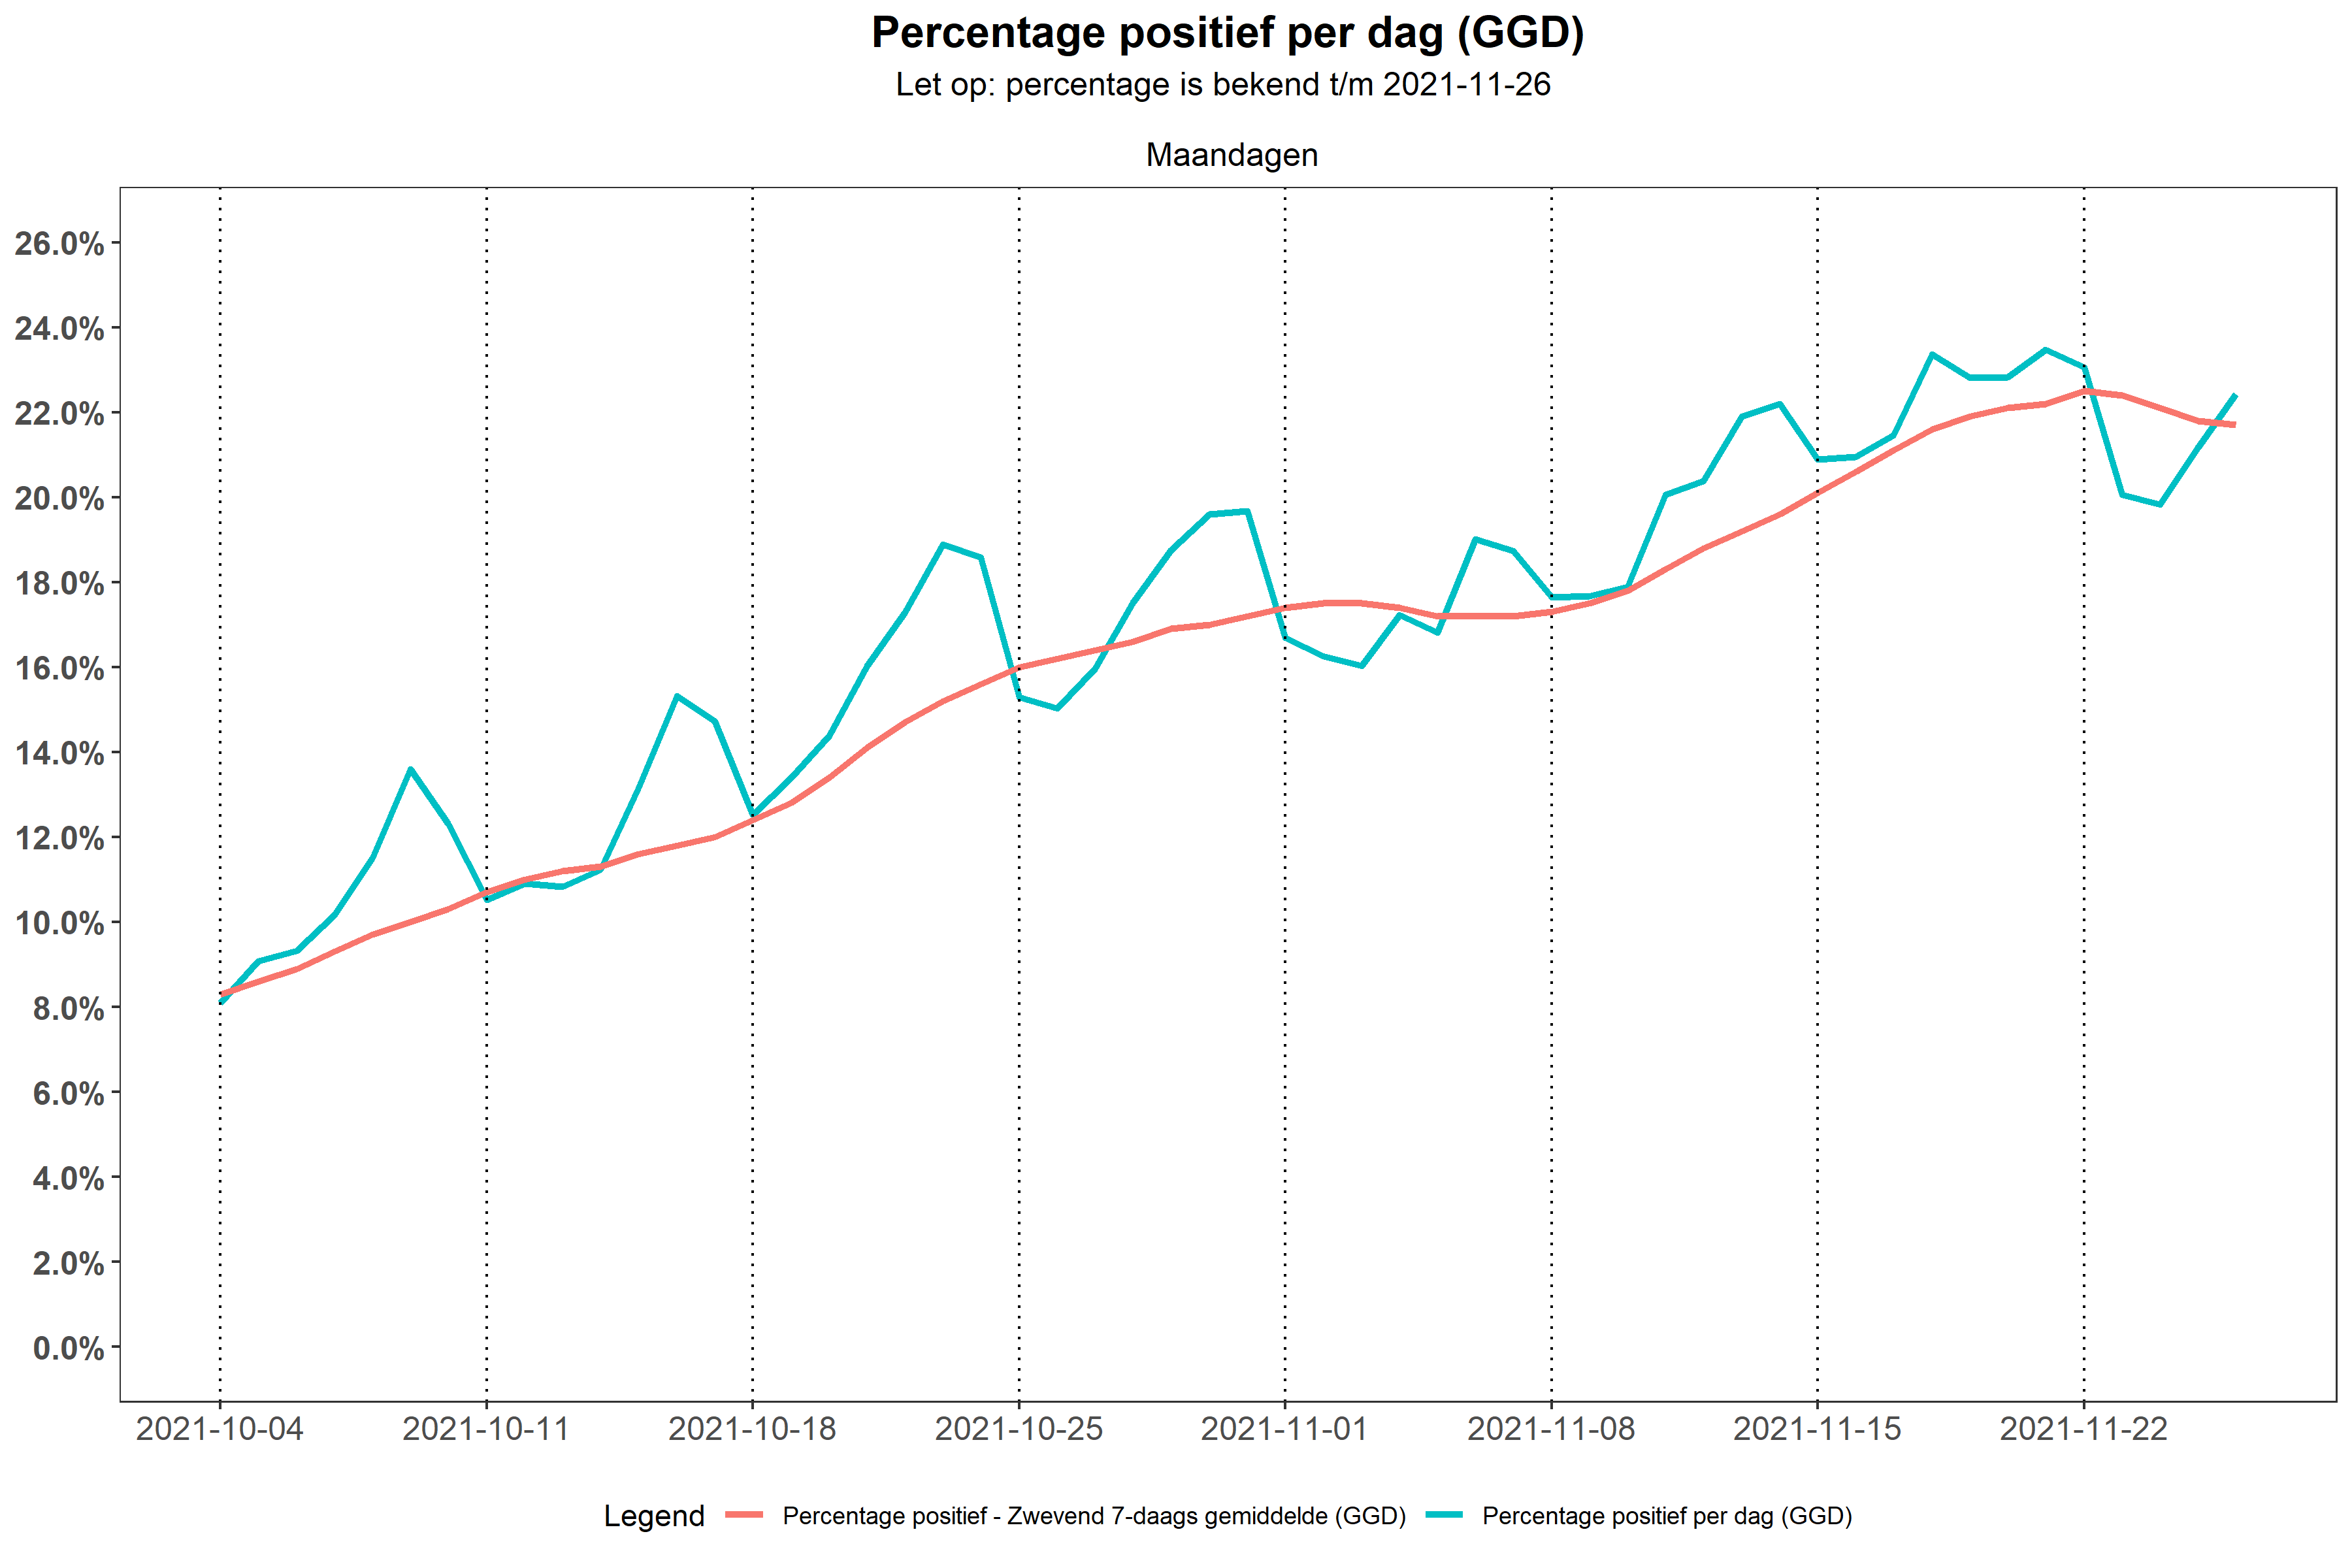 Percentage positief per dag (GGD)
Let op: percentage is bekend t/m 2021-11-26
Maandagen
26.0%
24.0%
22.0%
20.0%
18.0%
16.0%
14.0%
12.0%
10.0%
8.0%
6.0%
4.0%
2.0%
0.0%
2021-10-04 2021-10-11 2021-10-18 2021-10-25 2021-11-01 2021-11-08 2021-11-15 2021-11-22
Legend Percentage positief - Zwevend 7-daags gemiddelde (GGD) Percentage positief per dag (GGD)